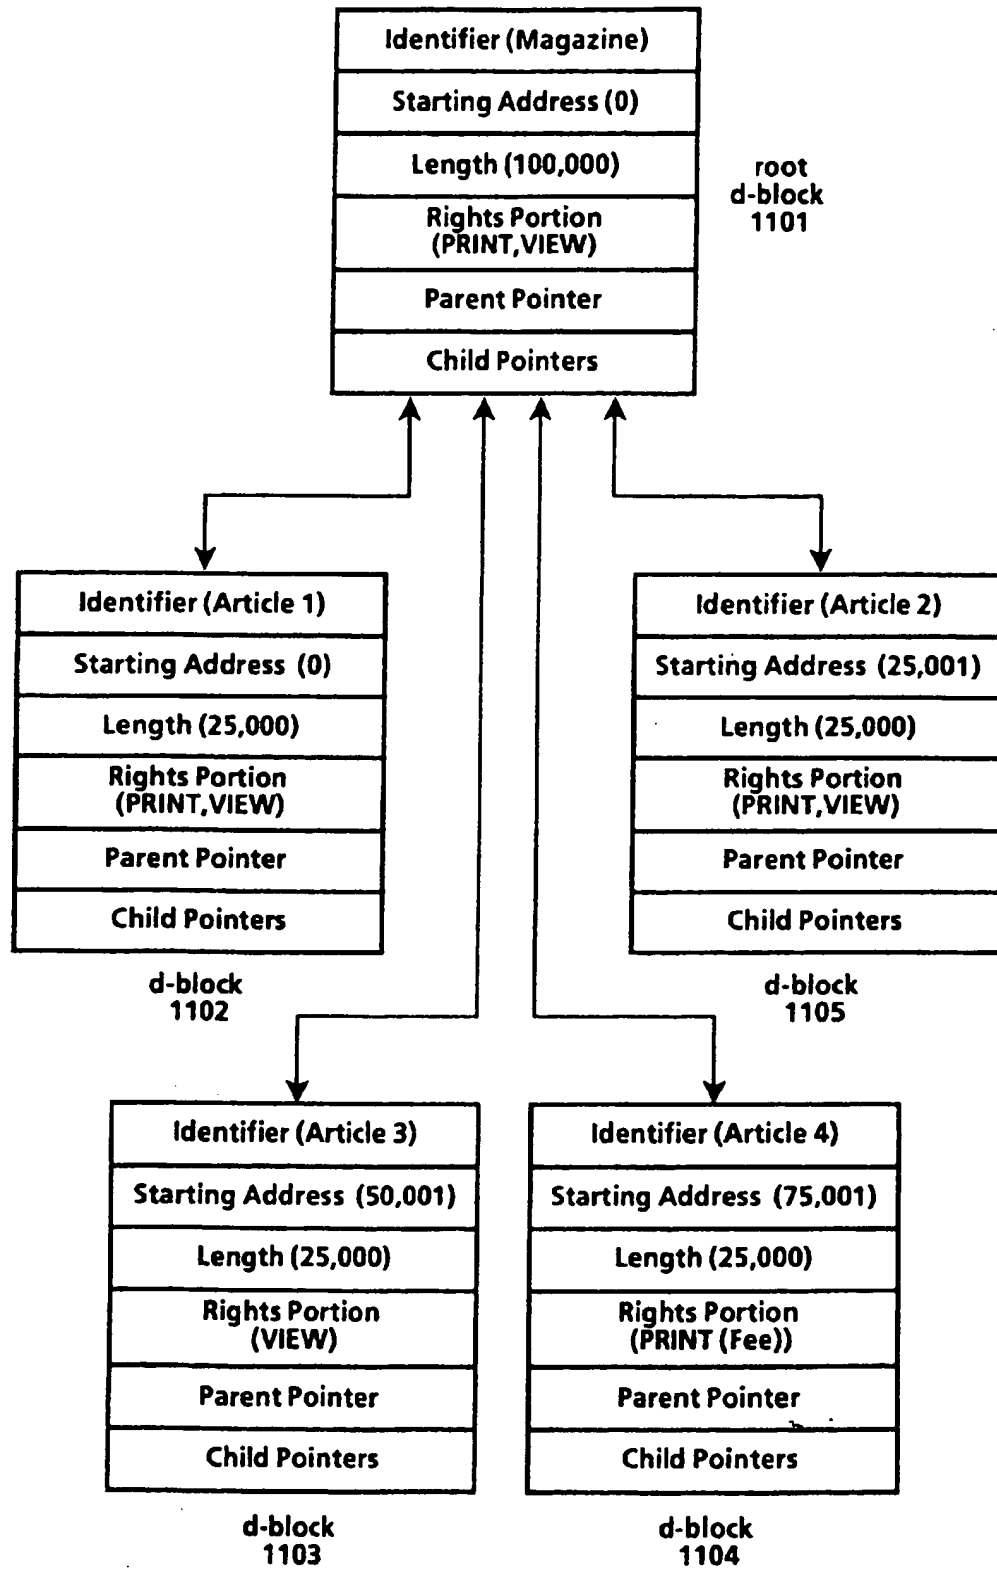 Identifier (Magazine)
Starting Address (0)
Length (100,000)
Rights Portion
(PRINT,VIEW)
Parent Pointer
Child Pointers
root
d-block
1101
Identifier (Article 1)
Starting Address (0)
Length (25,000)
Rights Portion
(PRINT,VIEW)
Parent Pointer
Child Pointers
d-block
1102
Identifier (Article 2)
Starting Address (25,001)
Length (25,000)
Rights Portion
(PRINT,VIEW)
Parent Pointer
Child Pointers
d-block
1105
Identifier (Article 3)
Starting Address (50,001)
Length (25,000)
Rights Portion
(VIEW)
Parent Pointer
Child Pointers
d-block
1103
Identifier (Article 4)
Starting Address (75,001)
Length (25,000)
Rights Portion
(PRINT (Fee))
Parent Pointer
Child Pointers
d-block
1104